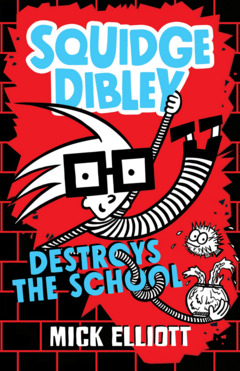 SQUIDGE
DIBLEY
DESTROYS
THE SCHOOL
MICK ELLIOTT